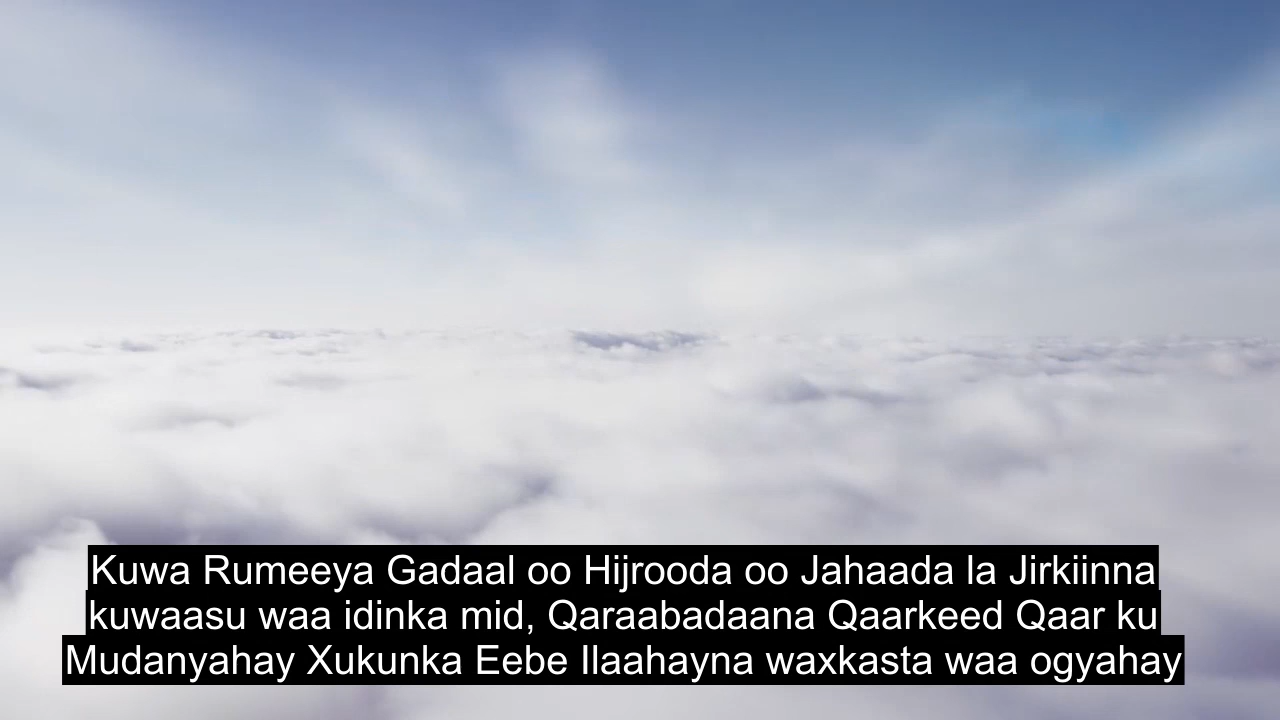 Kuwa Rumeeya Gadaal oo Hijrooda oo Jahaada la Jirkiinna
kuwaasu waa idinka mid, Qaraabadaana Qaarkeed Qaar ku
Mudanyahay Xukunka Eebe Ilaahayna waxkasta waa ogyahay